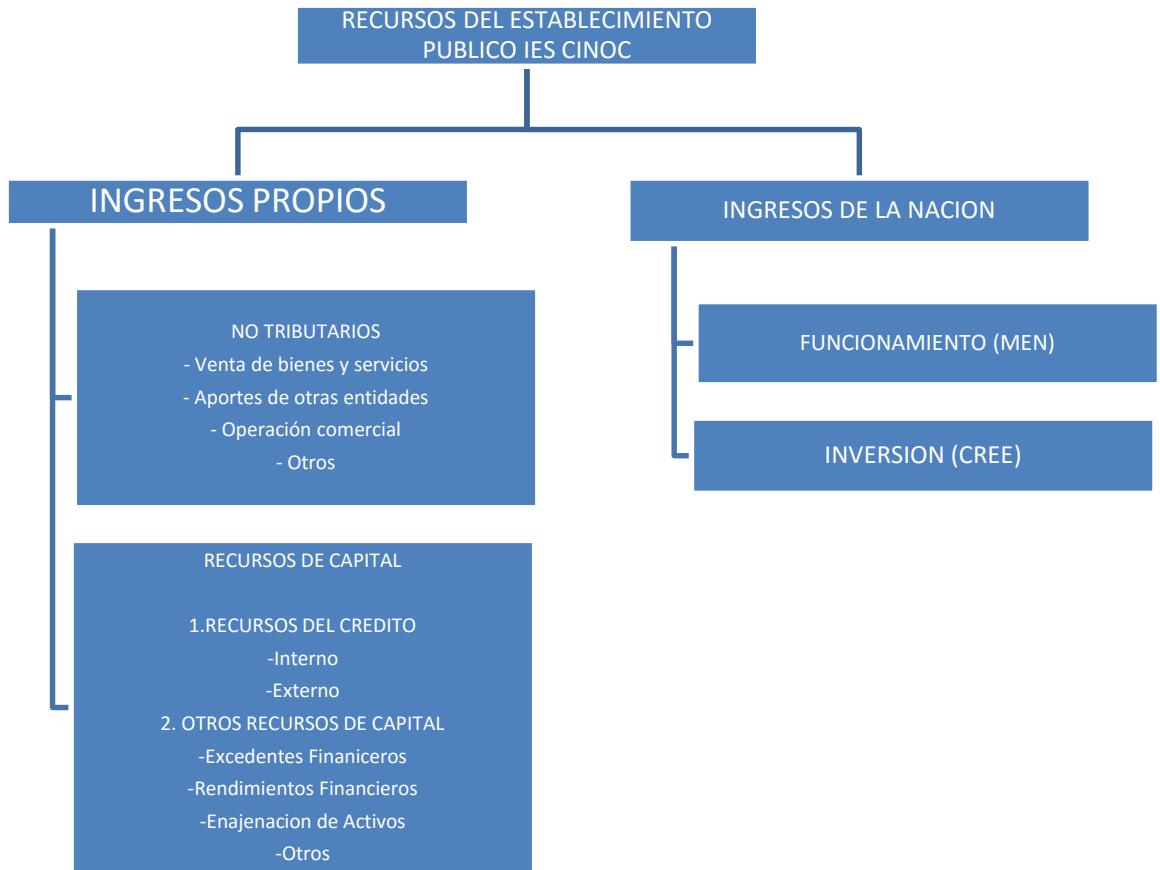 RECURSOS DEL ESTABLECIMIENTO
PUBLICO IES CINOC
INGRESOS PROPIOS
NO TRIBUTARIOS
- Venta de bienes y servicios
- Aportes de otras entidades
- Operación comercial
- Otros
RECURSOS DE CAPITAL
1.RECURSOS DEL CREDITO
-Interno
-Externo
2. OTROS RECURSOS DE CAPITAL
-Excedentes Finaniceros
-Rendimientos Financieros
-Enajenacion de Activos
-Otros
INGRESOS DE LA NACION
FUNCIONAMIENTO (MEN)
INVERSION (CREE)